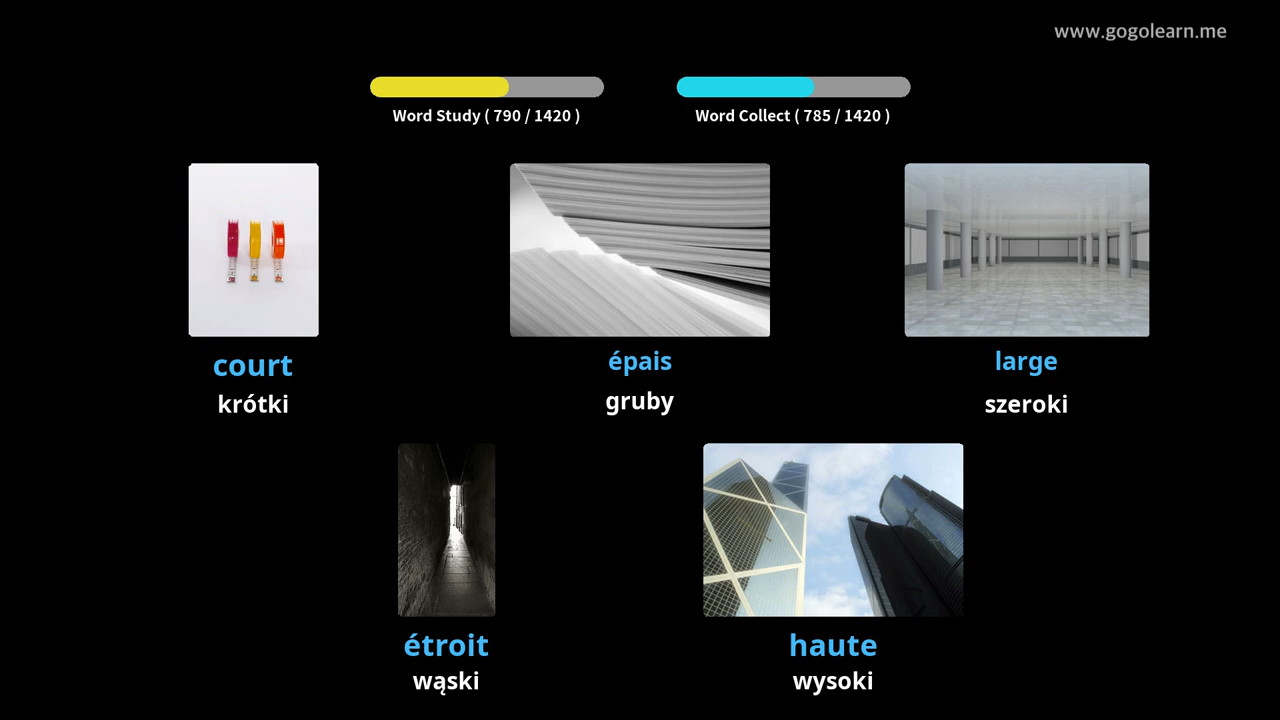 www.gogolearn.me
Word Study ( 790 / 1420 )
Word Collect ( 785 / 1420 )
court
krótki
épais
gruby
large
szeroki
étroit
wąski
haute
wysoki